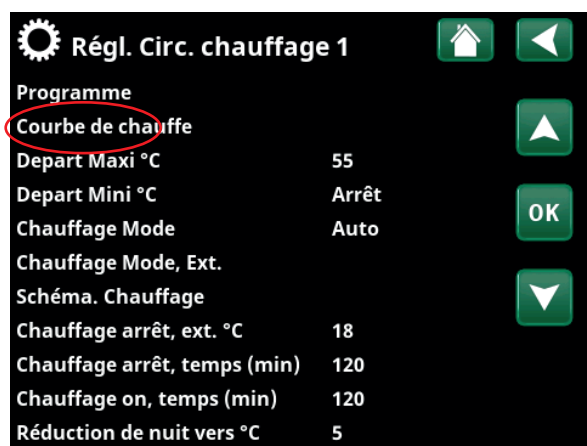 Régl. Circ. chauffage 1
Programme
Courbe de chauffe
Depart Maxi °C 55
Depart Mini °C Arrêt
Chauffage Mode Auto
OK
Chauffage Mode, Ext.
Schéma. Chauffage
Chauffage arrêt, ext. °C 18
Chauffage arrêt, temps (min) 120
Chauffage on, temps (min) 120
Réduction de nuit vers °C 5